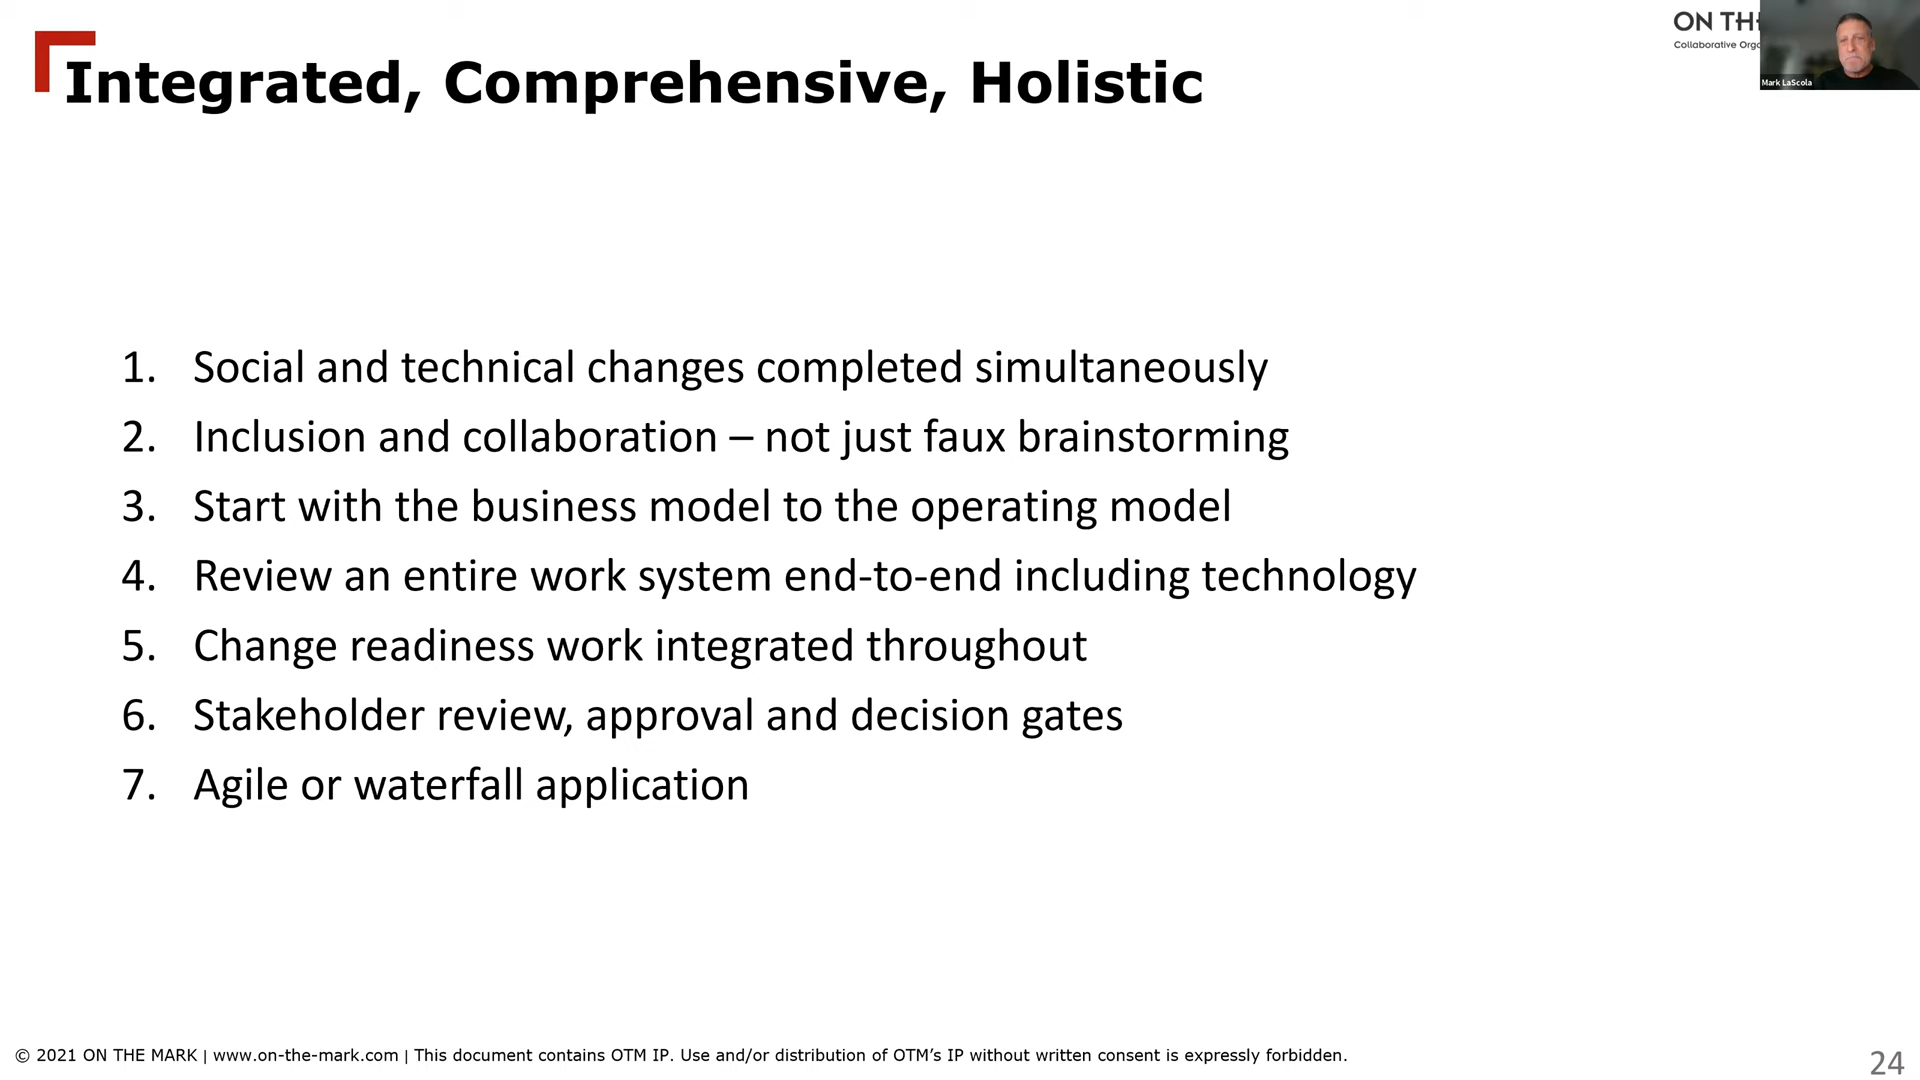 Integrated, Comprehensive, Holistic
ON THE
Collaborative Orga
Mark LaScola
1. Social and technical changes completed simultaneously
2. Inclusion and collaboration – not just faux brainstorming
3. Start with the business model to the operating model
4. Review an entire work system end-to-end including technology
5. Change readiness work integrated throughout
6. Stakeholder review, approval and decision gates
7. Agile or waterfall application
© 2021 ON THE MARK | www.on-the-mark.com | This document contains OTM IP. Use and/or distribution of OTM’s IP without written consent is expressly forbidden.
24